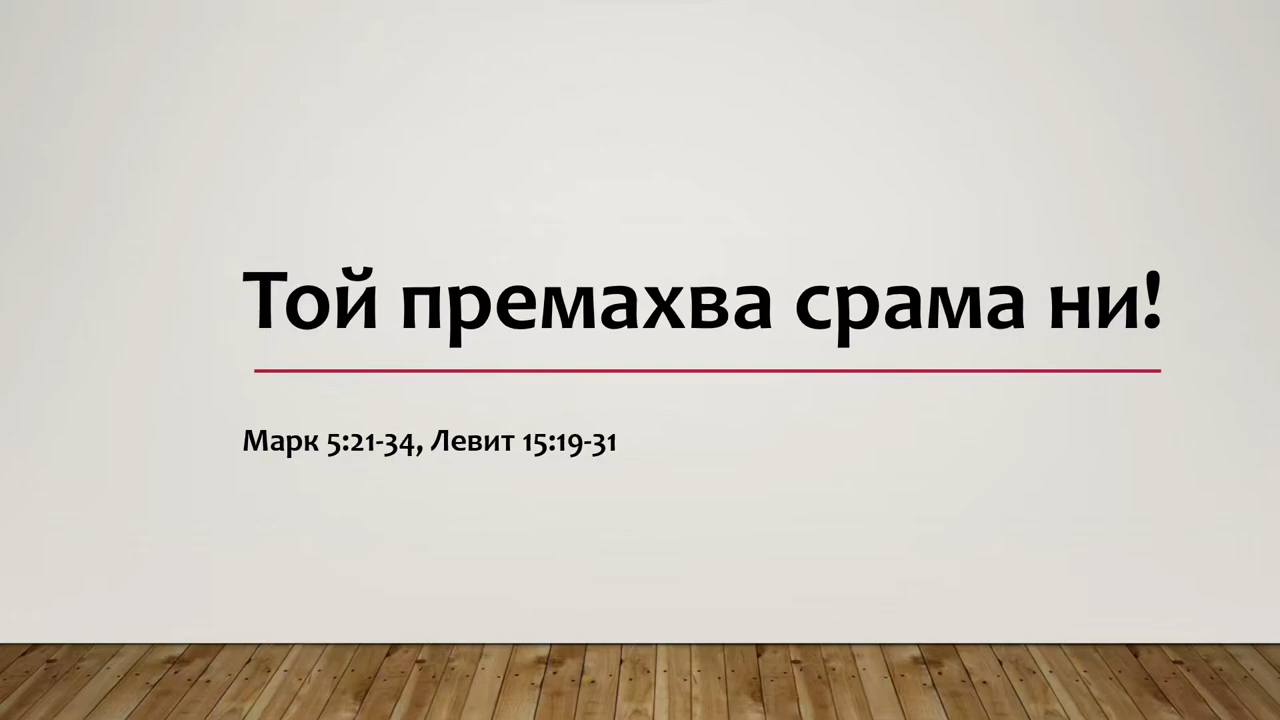 Той премахва срама ни!
Марк 5:21-34, Левит 15:19-31